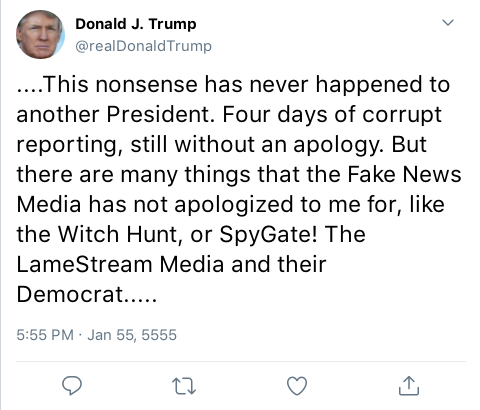 Donald J. Trump
@realDonaldTrump
....This nonsense has never happened to
another President. Four days of corrupt
reporting, still without an apology. But
there are many things that the Fake News
Media has not apologized to me for, like
the Witch Hunt, or SpyGate! The
LameStream Media and their
Democrat.....
5:55 PM · Jan 55, 5555